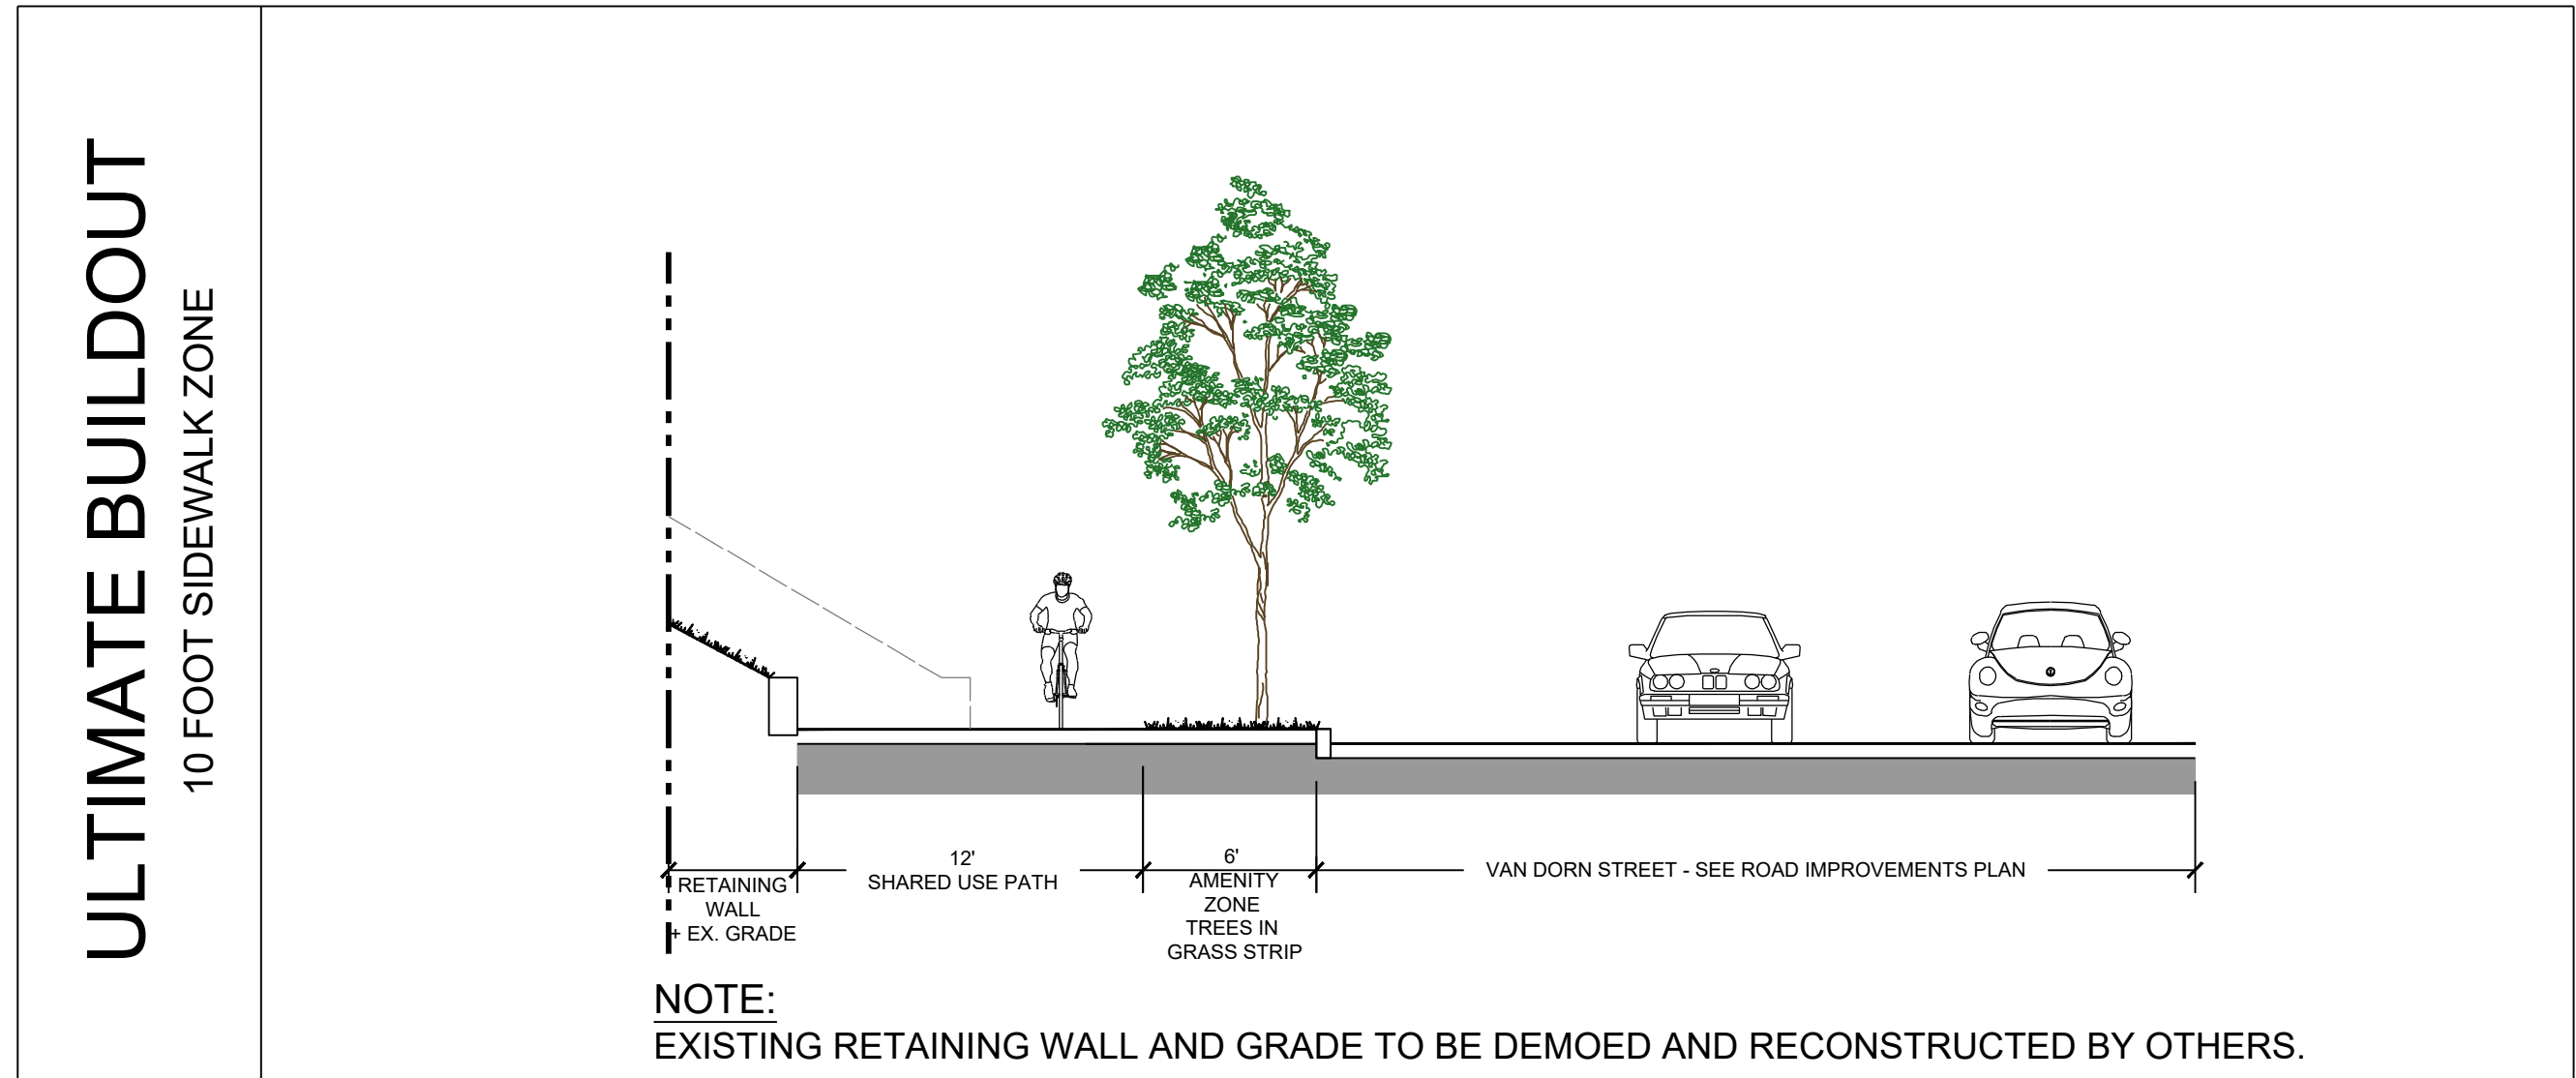 ULTIMATE BUILDOUT
10 FOOT SIDEWALK ZONE
RETAINING
WALL
+ EX. GRADE
12'
SHARED USE PATH
6'
AMENITY
ZONE
TREES IN
GRASS STRIP
VAN DORN STREET - SEE ROAD IMPROVEMENTS PLAN
NOTE:
EXISTING RETAINING WALL AND GRADE TO BE DEMOED AND RECONSTRUCTED BY OTHERS.